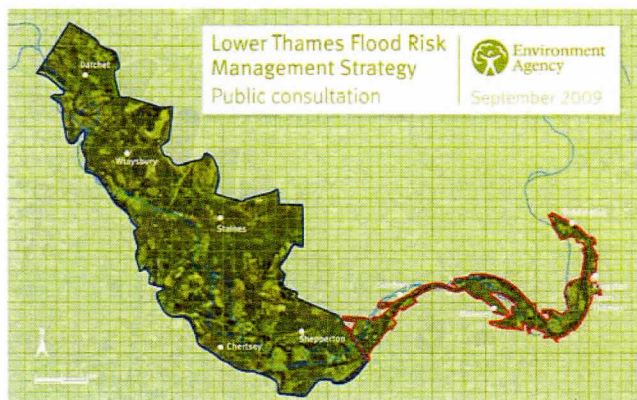 Lower Thames Flood Risk
Management Strategy
Public consultation
Environment
Agency
September 2009
Datchet
Wraysbury
Staines
Shepperton
Chertsey